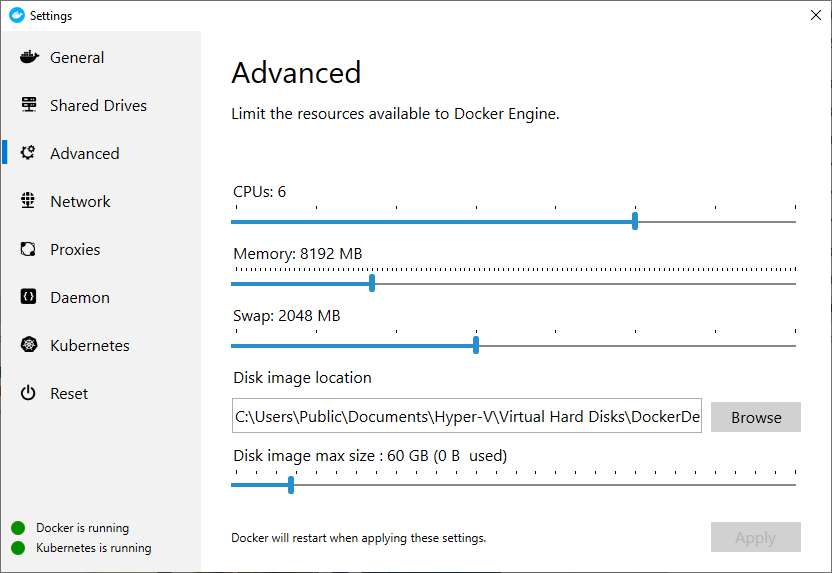 Settings
General
Shared Drives
Advanced
Network
Proxies
Daemon
Kubernetes
Reset
Docker is running
Kubernetes is running
Advanced
Limit the resources available to Docker Engine.
CPUs: 6
Memory: 8192 MB
Swap: 2048 MB
Disk image location
C:\Users\Public\Documents\Hyper-V\Virtual Hard Disks\DockerDe
Browse
Disk image max size : 60 GB (0 B  used)
Docker will restart when applying these settings.
Apply